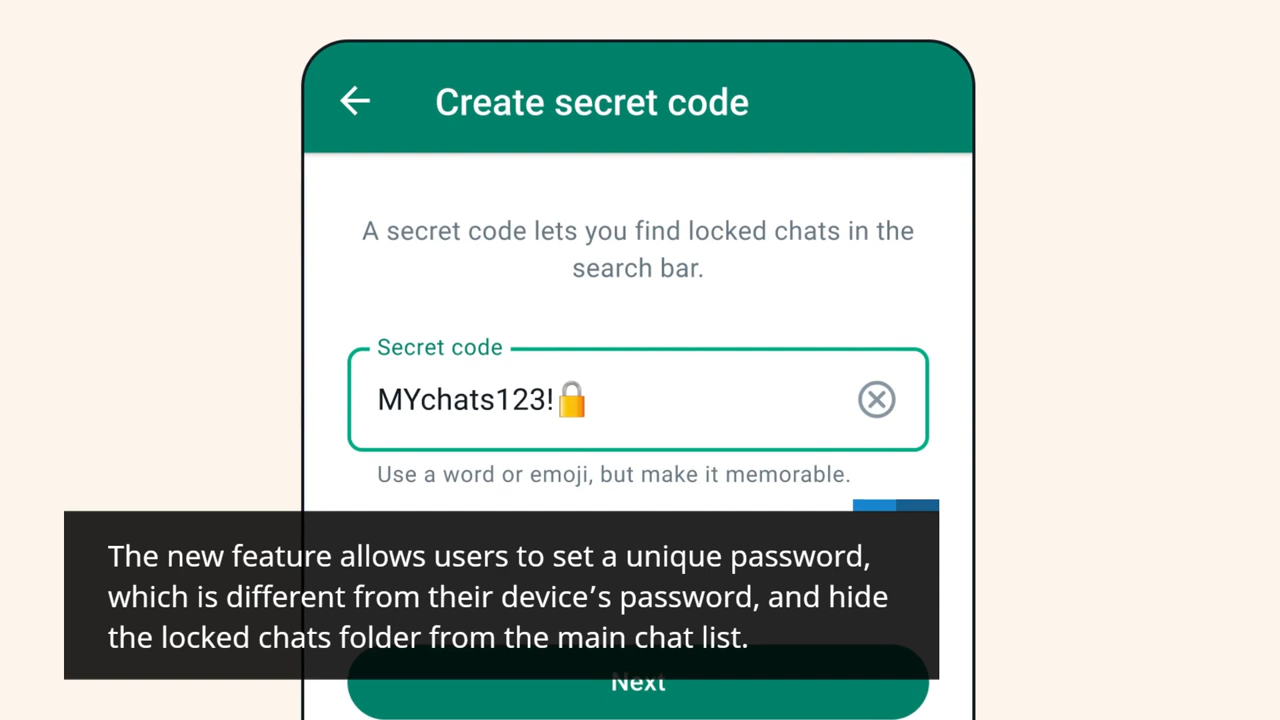 Create secret code
A secret code lets you find locked chats in the
search bar.
Secret code
MYchats123!🔒
Use a word or emoji, but make it memorable.
The new feature allows users to set a unique password,
which is different from their device’s password, and hide
the locked chats folder from the main chat list.
Next